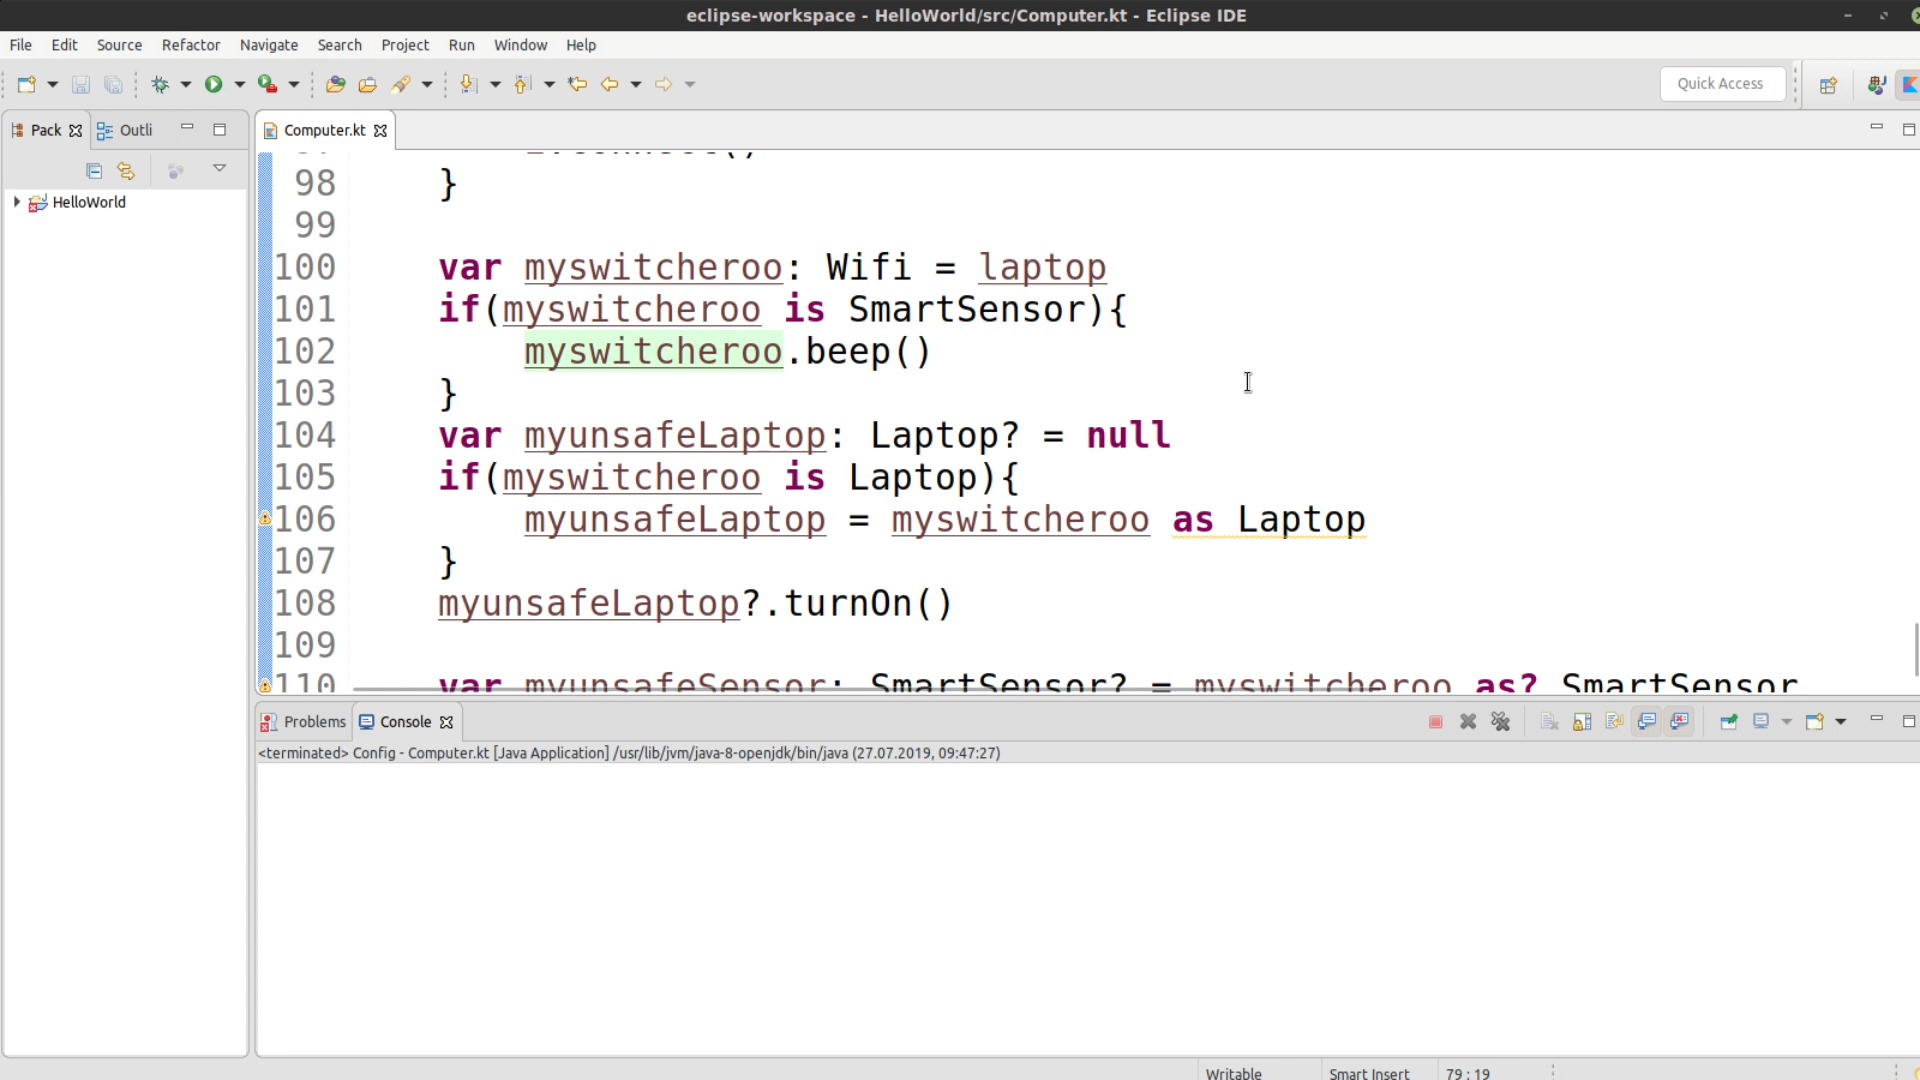 eclipse-workspace - HelloWorld/src/Computer.kt - Eclipse IDE
File Edit Source Refactor Navigate Search Project Run Window Help
Quick Access
Pack Outli
Computer.kt
HelloWorld
98 }
99
100 var myswitcheroo: Wifi = laptop
101 if(myswitcheroo is SmartSensor){
102 myswitcheroo.beep()
103 }
104 var myunsafeLaptop: Laptop? = null
105 if(myswitcheroo is Laptop){
106 myunsafeLaptop = myswitcheroo as Laptop
107 }
108 myunsafeLaptop?.turnOn()
109
110 var myunsafeSensor: SmartSensor? = myswitcheroo as? SmartSensor
Problems Console
<terminated> Config - Computer.kt [Java Application] /usr/lib/jvm/java-8-openjdk/bin/java (27.07.2019, 09:47:27)
Writable Smart Insert 79 : 19